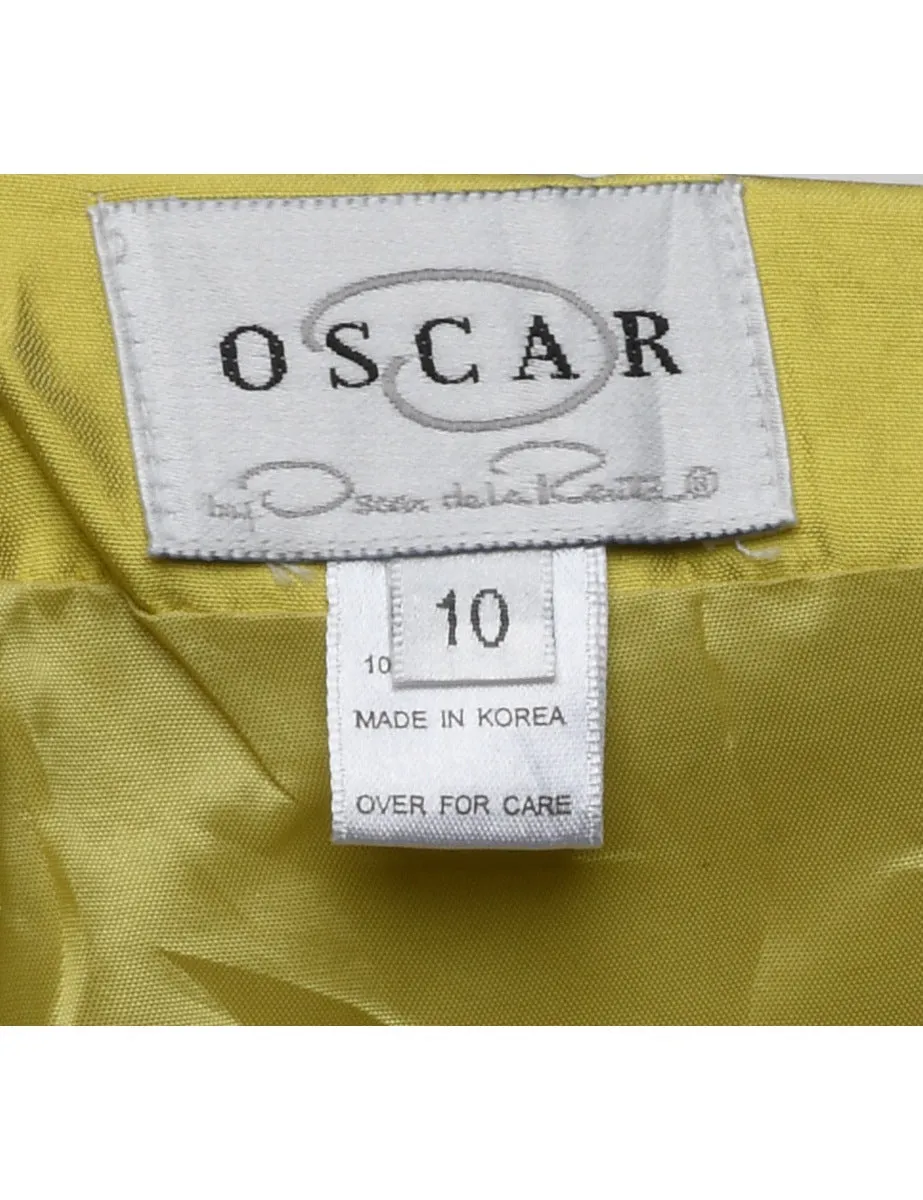 OSCAR
by Oscar de la Renta ®
10
10
MADE IN KOREA
OVER FOR CARE